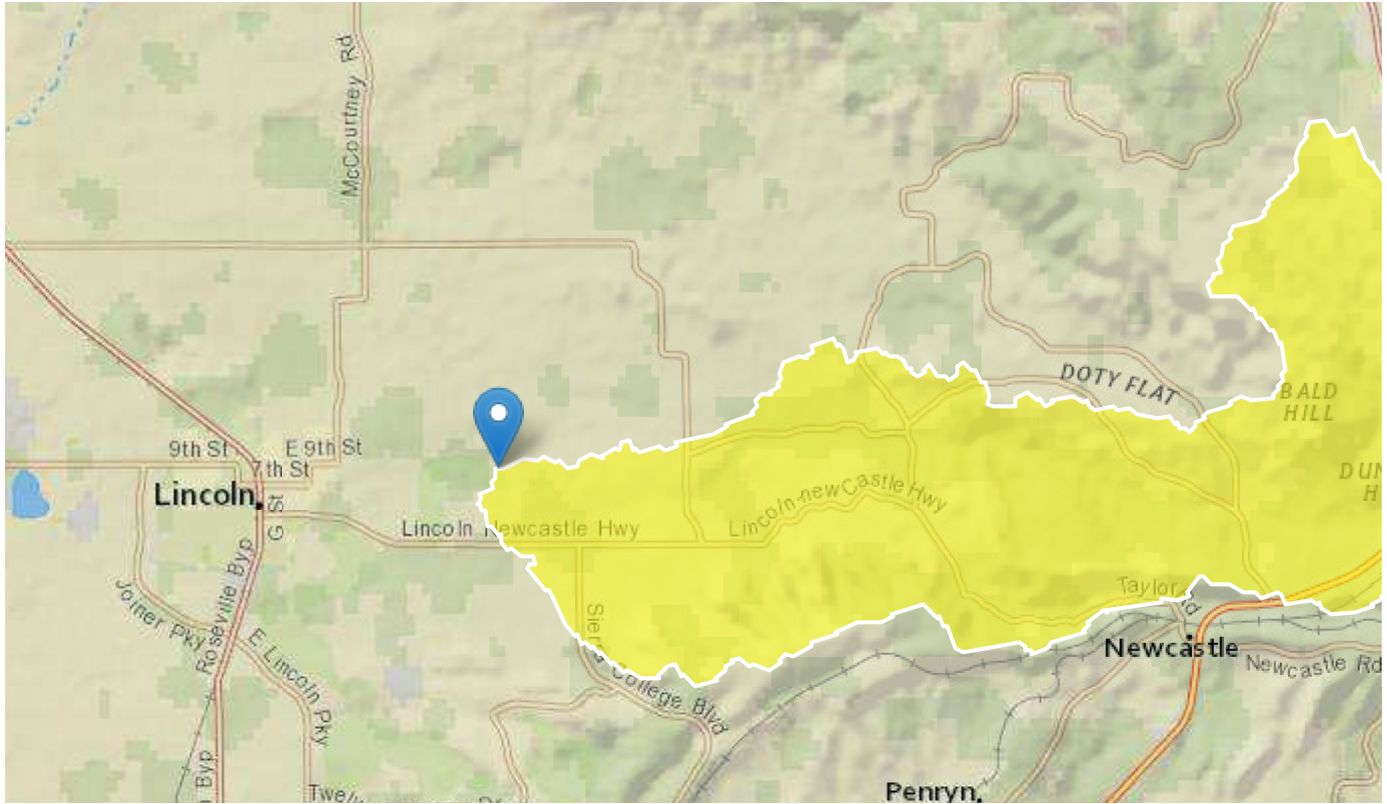 McCourtney Rd
DOTY FLAT
BALD
HILL
9th St
E 9th St
7th St
DUN
H
Lincoln
G St
Lincoln Newcastle Hwy
Lincoln-newCastle Hwy
Roseville Byp
Joiner Pky
E Lincoln Pky
Sierra College Blvd
Taylor Rd
Newcastle
Newcastle Rd
Byp
Penryn